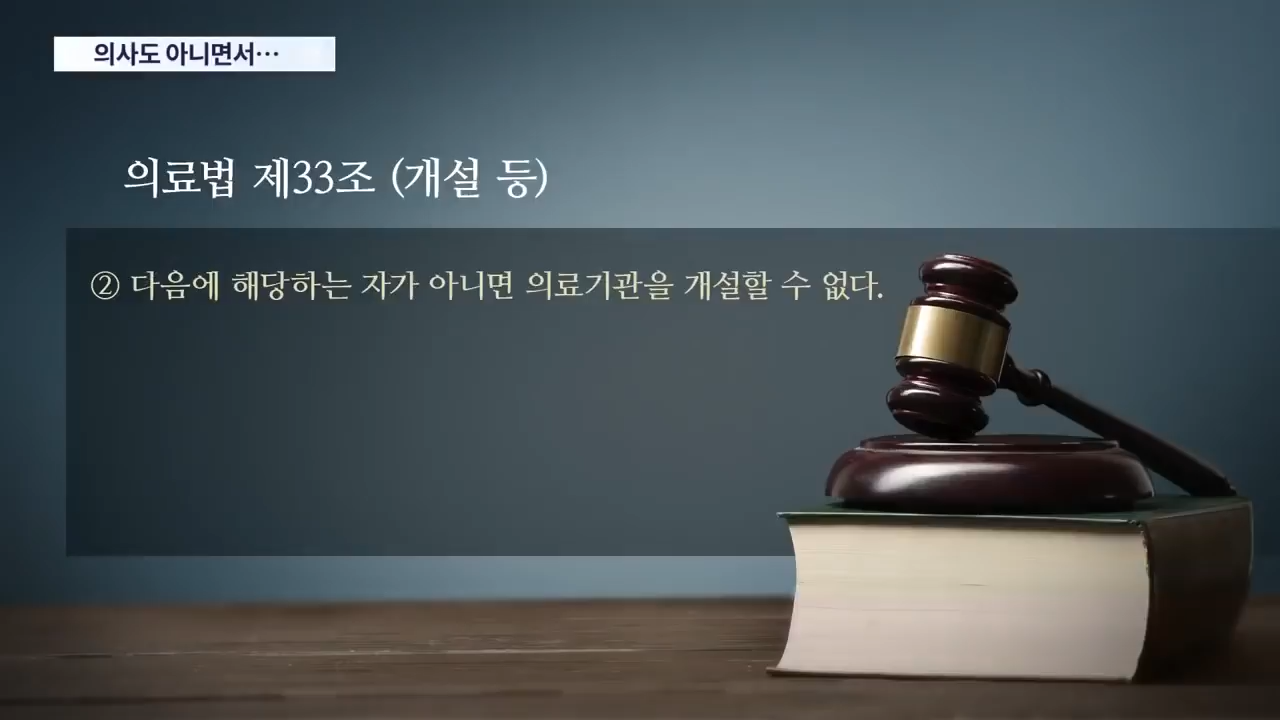 의사도 아니면서…
의료법 제33조 (개설 등)
② 다음에 해당하는 자가 아니면 의료기관을 개설할 수 없다.